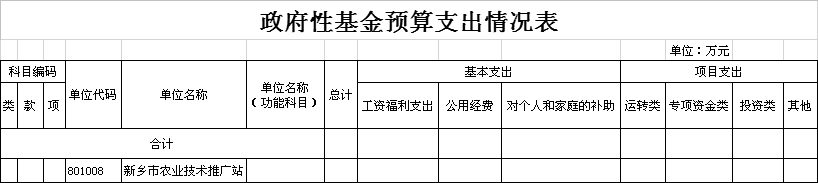 政府性基金预算支出情况表
单位：万元
科目编码 单位代码 单位名称 单位名称（功能科目） 总计 基本支出 项目支出
类 款 项 工资福利支出 公用经费 对个人和家庭的补助 运转类 专项资金类 投资类 其他
合计
801008 新乡市农业技术推广站